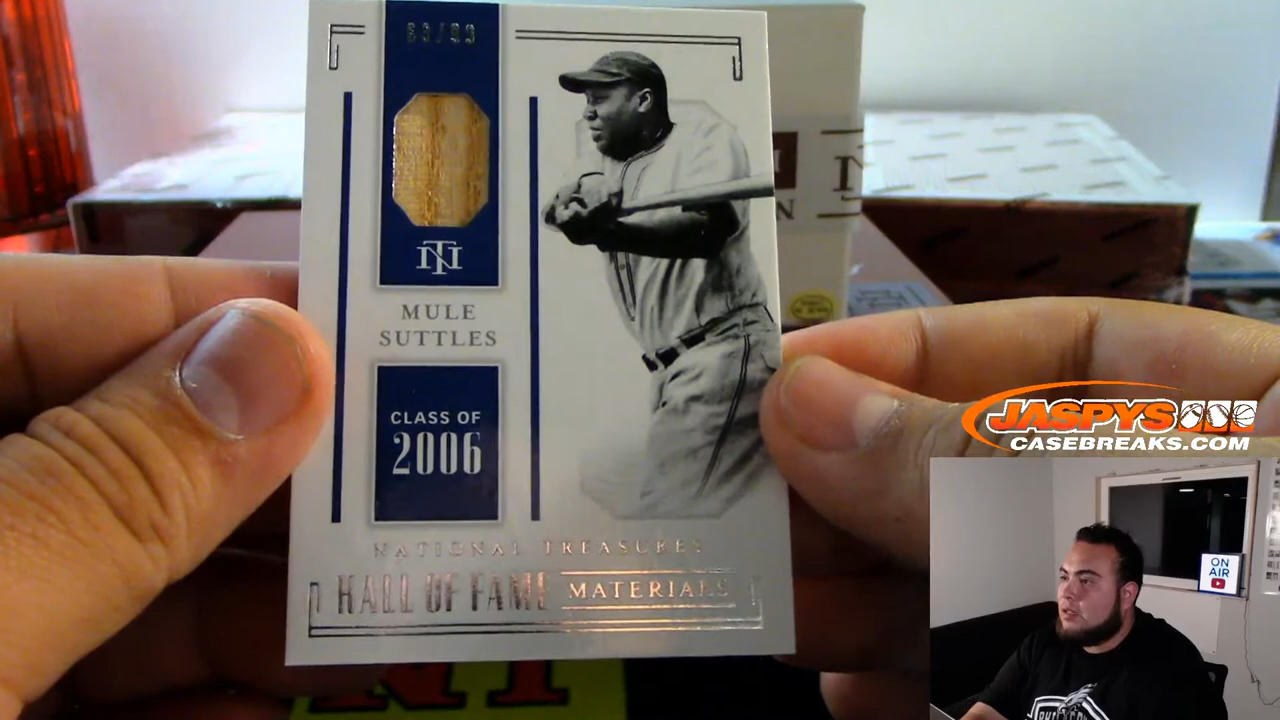 MULE
SUTTLES
CLASS OF
2006
NATIONAL TREASURES
HALL OF FAME MATERIALS
JASPYS
CASEBREAKS.COM
ON
AIR